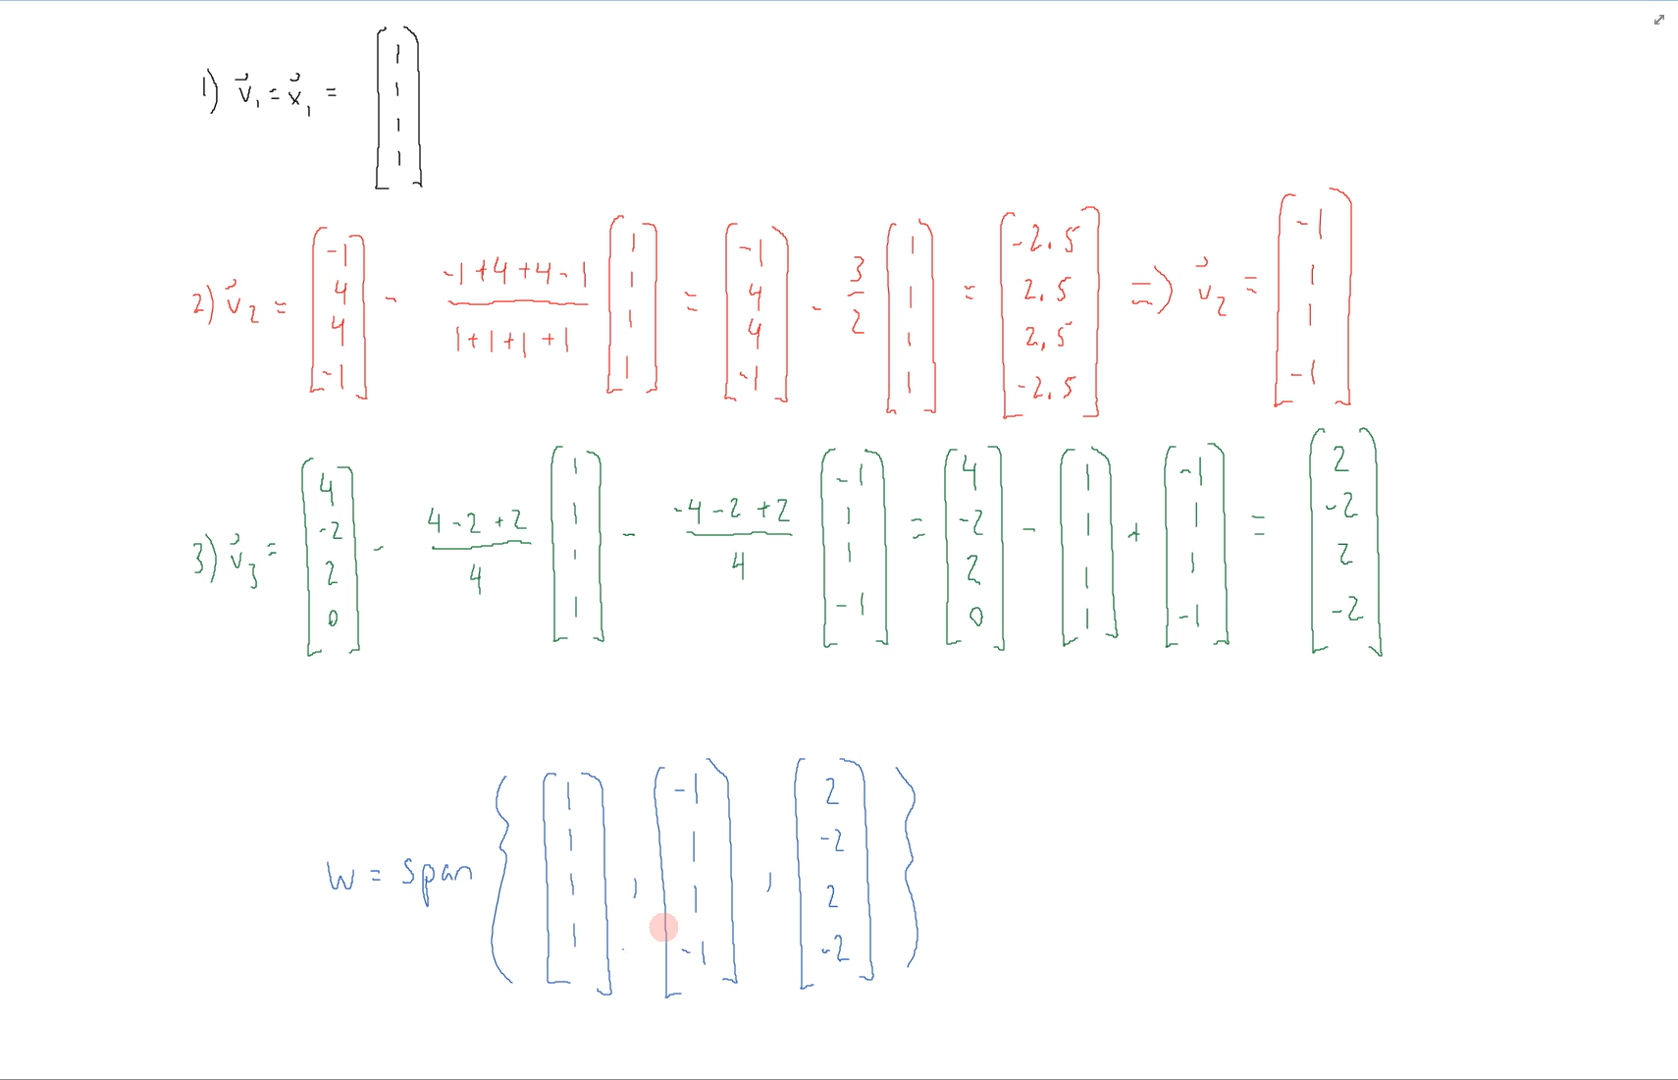 1) v⃗₁ = x⃗₁ = [1 1 1 1]
2) v⃗₂ = [-1 4 4 -1] - (-1+4+4-1)/(1+1+1+1) [1 1 1 1] = [-1 4 4 -1] - 3/2 [1 1 1 1] = [-2.5 2.5 2,5 -2.5] => v⃗₂ = [-1 1 1 -1]
3) v⃗₃ = [4 -2 2 0] - (4-2+2)/4 [1 1 1 1] - (-4-2+2)/4 [-1 1 1 -1] = [4 -2 2 0] - [1 1 1 1] + [-1 1 1 -1] = [2 -2 2 -2]
W = span { [1 1 1 1] , [-1 1 1 -1] , [2 -2 2 -2] }